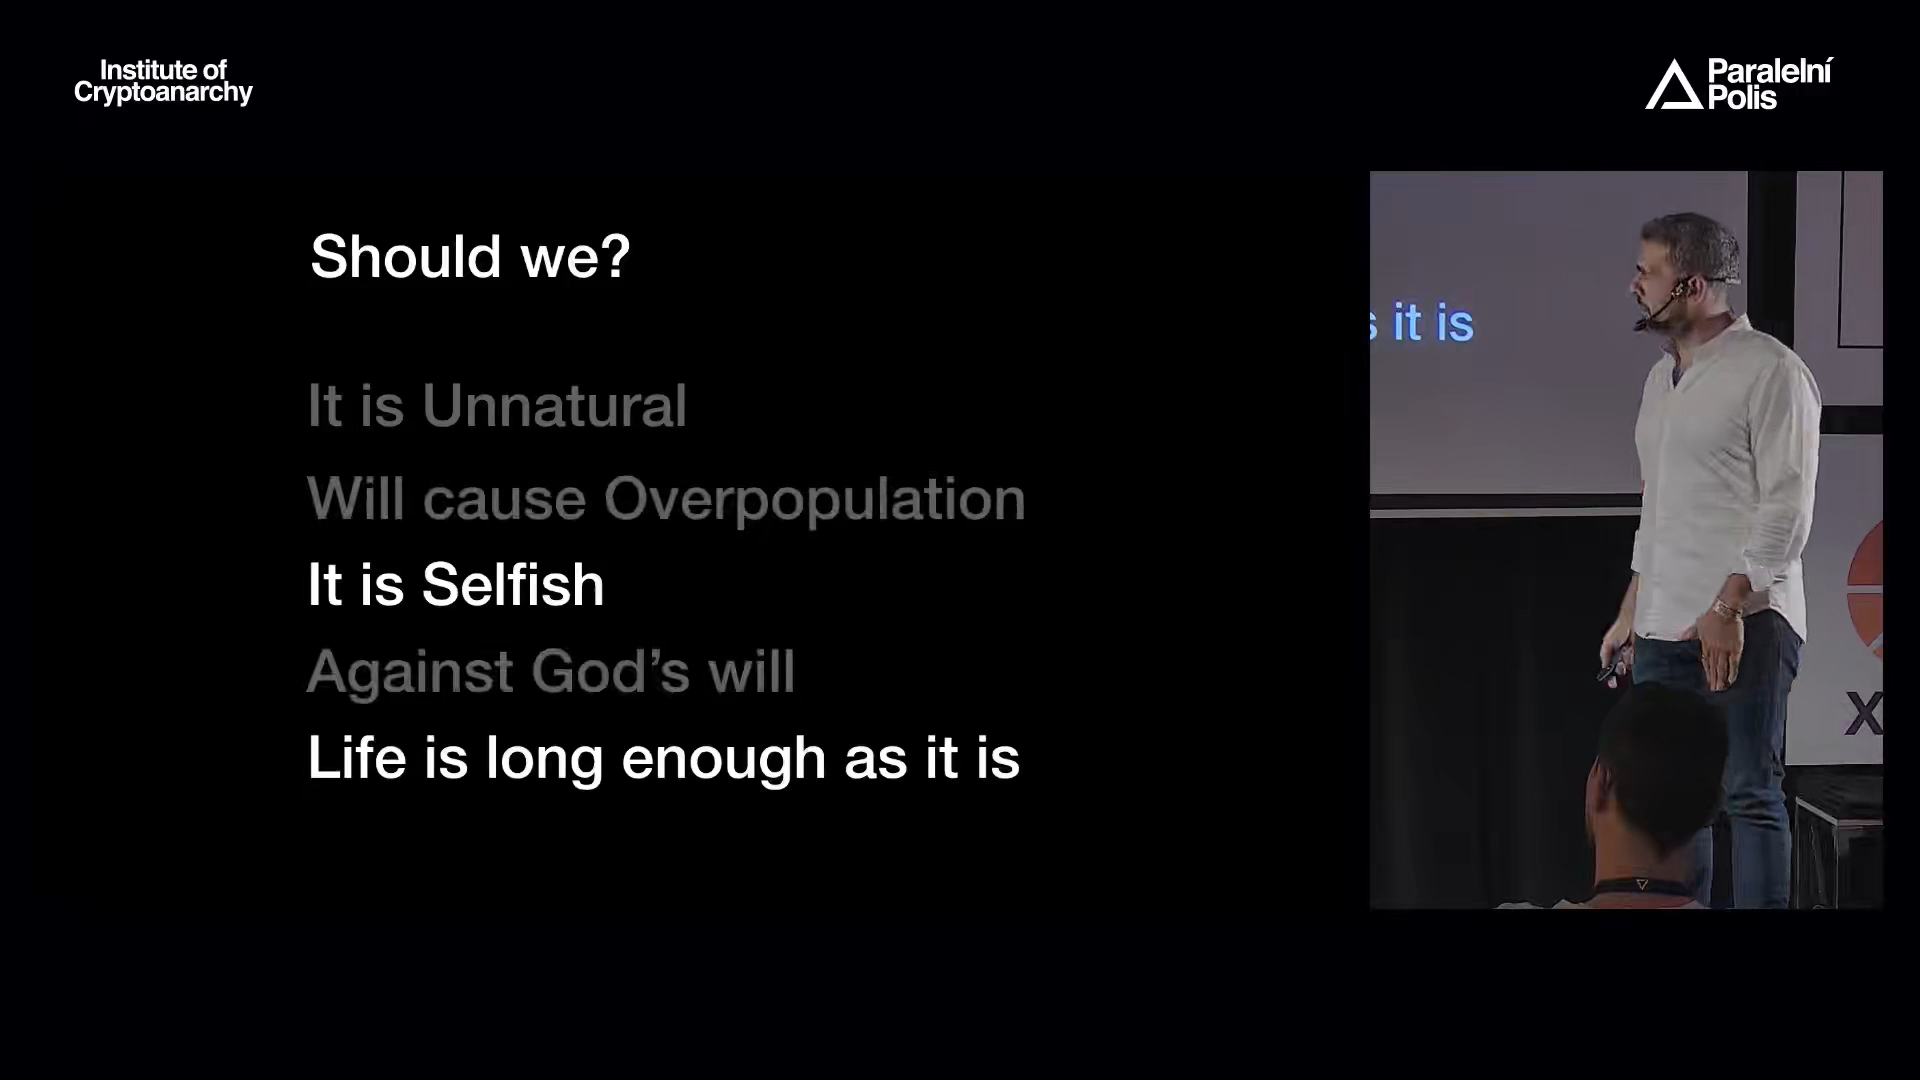 Institute of
Cryptoanarchy
Paralelní
Polis
Should we?
It is Unnatural
Will cause Overpopulation
It is Selfish
Against God's will
Life is long enough as it is
it is
X